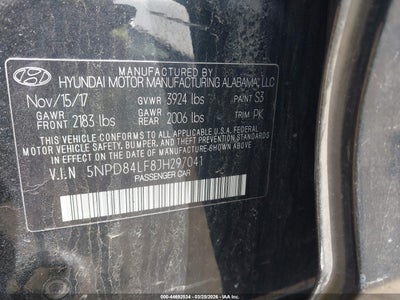 MANUFACTURED BY
HYUNDAI MOTOR MANUFACTURING ALABAMA, LLC
Nov/15/17 GVWR 3924 lbs PAINT S3
GAWR FRONT 2183 lbs GAWR REAR 2006 lbs TRIM PK
THIS VEHICLE CONFORMS TO ALL APPLICABLE U.S.A. FEDERAL
MOTOR VEHICLE SAFETY, BUMPER, AND THEFT PREVENTION
STANDARDS IN EFFECT ON THE DATE OF MANUFACTURE SHOWN ABOVE.
V.I.N 5NPD84LF8JH297041
PASSENGER CAR
000-44692534 | 03/29/2026 | IAA Inc.